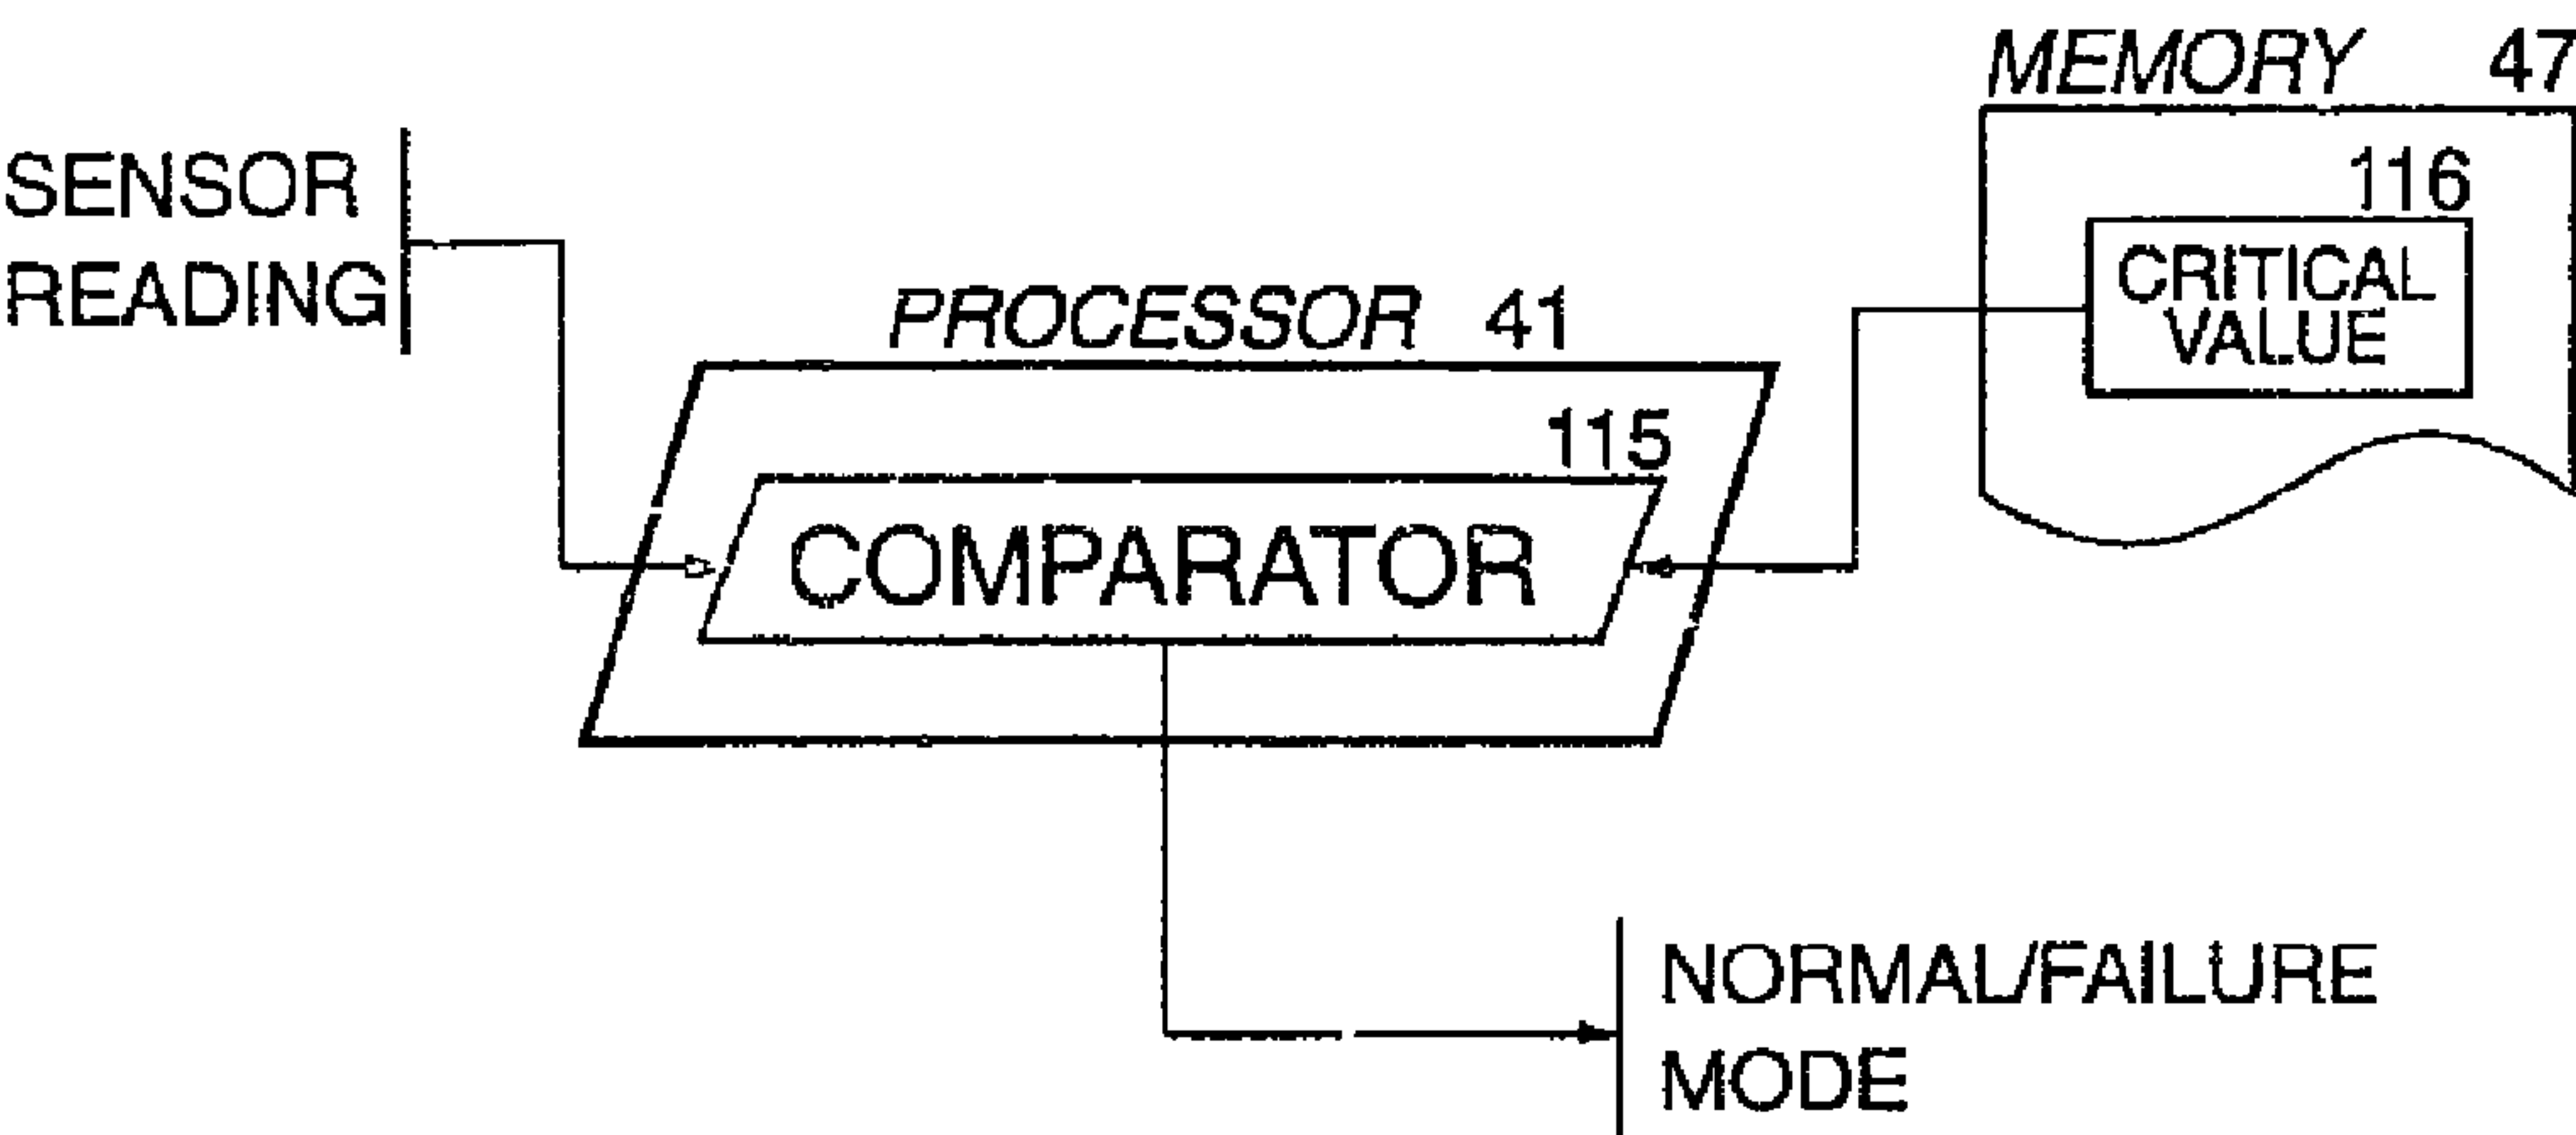 MEMORY 47
SENSOR
READING
116
CRITICAL
VALUE
PROCESSOR 41
115
COMPARATOR
NORMAL/FAILURE
MODE